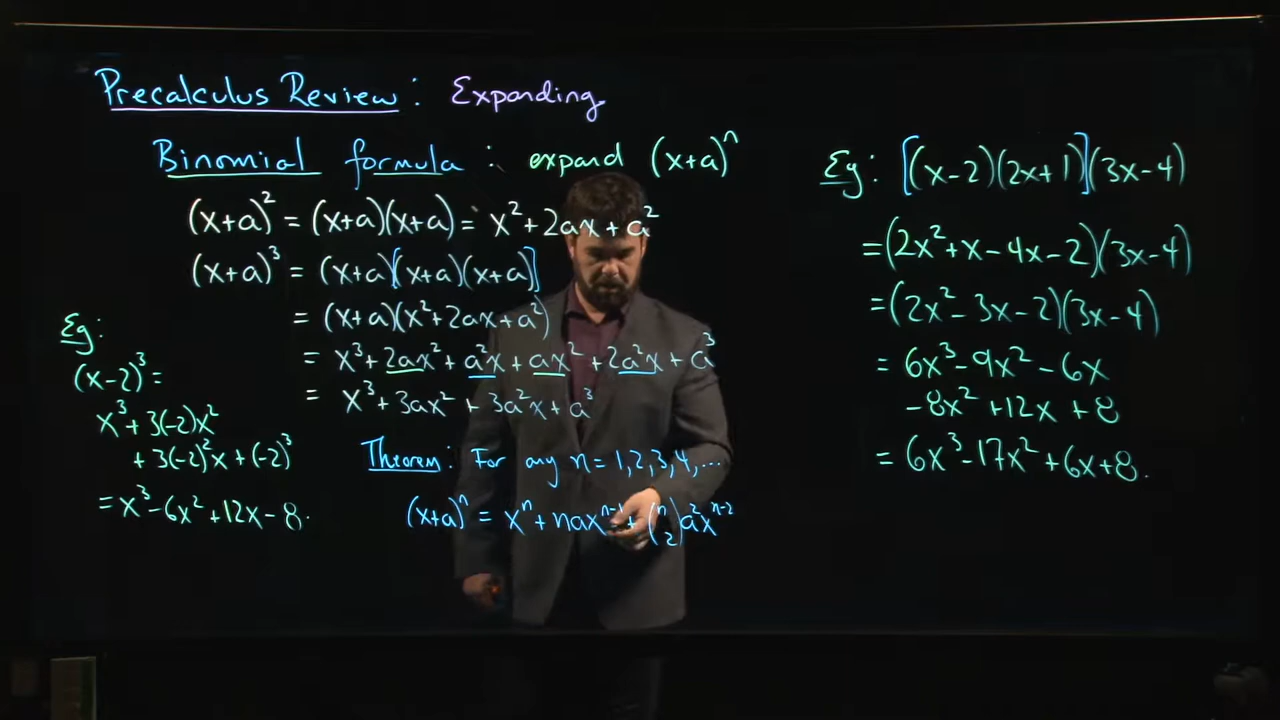 Precalculus Review: Expanding
Binomial formula: expand (x+a)^n
(x+a)^2 = (x+a)(x+a) = x^2+2ax+a^2
(x+a)^3 = (x+a)[(x+a)(x+a)]
= (x+a)(x^2+2ax+a^2)
= x^3+2ax^2+a^2x+ax^2+2a^2x+a^3
= x^3+3ax^2+3a^2x+a^3
Eg:
(x-2)^3=
x^3+3(-2)x^2
+3(-2)^2x+(-2)^3
=x^3-6x^2+12x-8.
Theorem: For any n=1,2,3,4,...
(x+a)^n = x^n+nax^{n-1}+(n 2)a^2x^{n-2}
Eg: [(x-2)(2x+1)](3x-4)
=(2x^2+x-4x-2)(3x-4)
=(2x^2-3x-2)(3x-4)
= 6x^3-9x^2-6x
-8x^2+12x+8
= 6x^3-17x^2+6x+8.